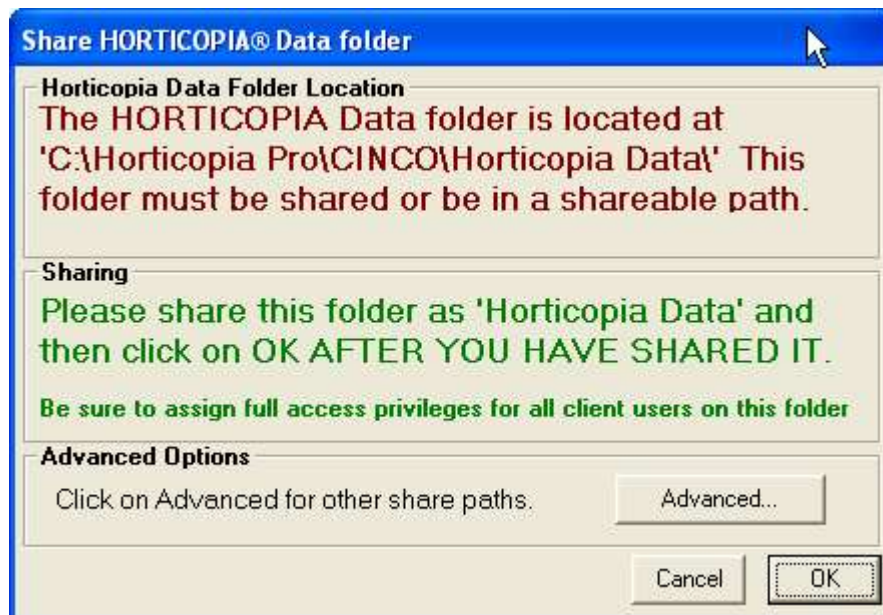 Share HORTICOPIA® Data folder
Horticopia Data Folder Location
The HORTICOPIA Data folder is located at
'C:\Horticopia Pro\CINCO\Horticopia Data\'  This
folder must be shared or be in a shareable path.
Sharing
Please share this folder as 'Horticopia Data' and
then click on OK AFTER YOU HAVE SHARED IT.
Be sure to assign full access privileges for all client users on this folder
Advanced Options
Click on Advanced for other share paths.
Advanced...
Cancel
OK